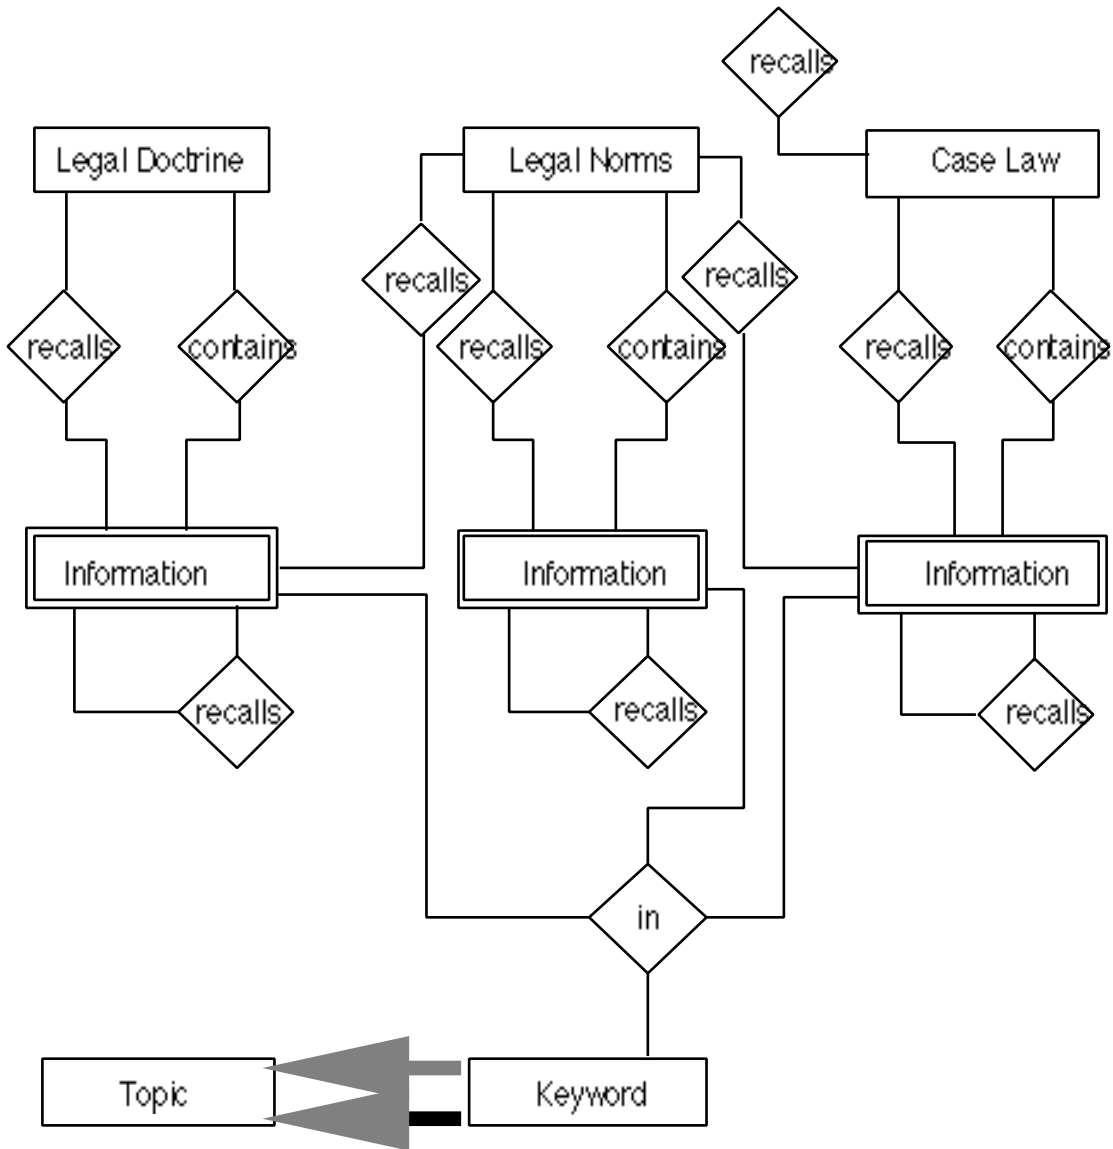 recalls
Legal Doctrine
Legal Norms
Case Law
recalls
recalls
recalls
contains
recalls
contains
recalls
contains
Information
Information
Information
recalls
recalls
recalls
in
Topic
Keyword